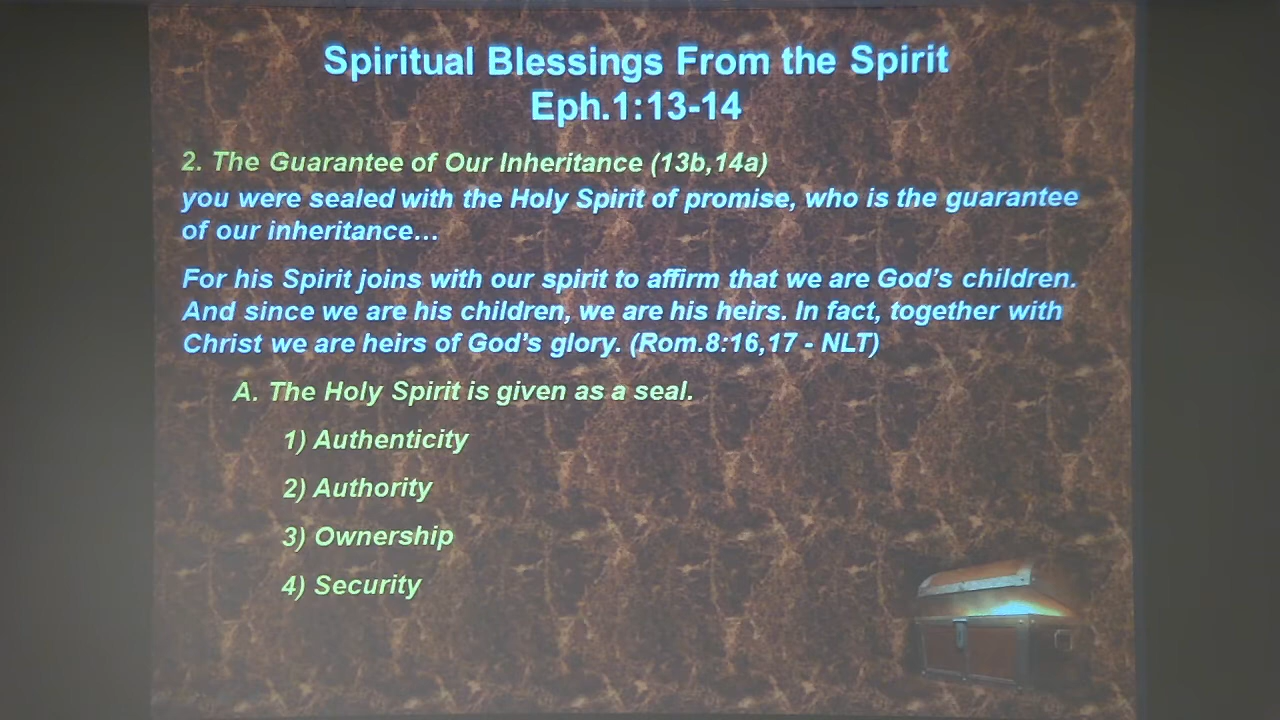 Spiritual Blessings From the Spirit
Eph.1:13-14
2. The Guarantee of Our Inheritance (13b,14a)
you were sealed with the Holy Spirit of promise, who is the guarantee
of our inheritance…
For his Spirit joins with our spirit to affirm that we are God’s children.
And since we are his children, we are his heirs. In fact, together with
Christ we are heirs of God’s glory. (Rom.8:16,17 - NLT)
A. The Holy Spirit is given as a seal.
1) Authenticity
2) Authority
3) Ownership
4) Security